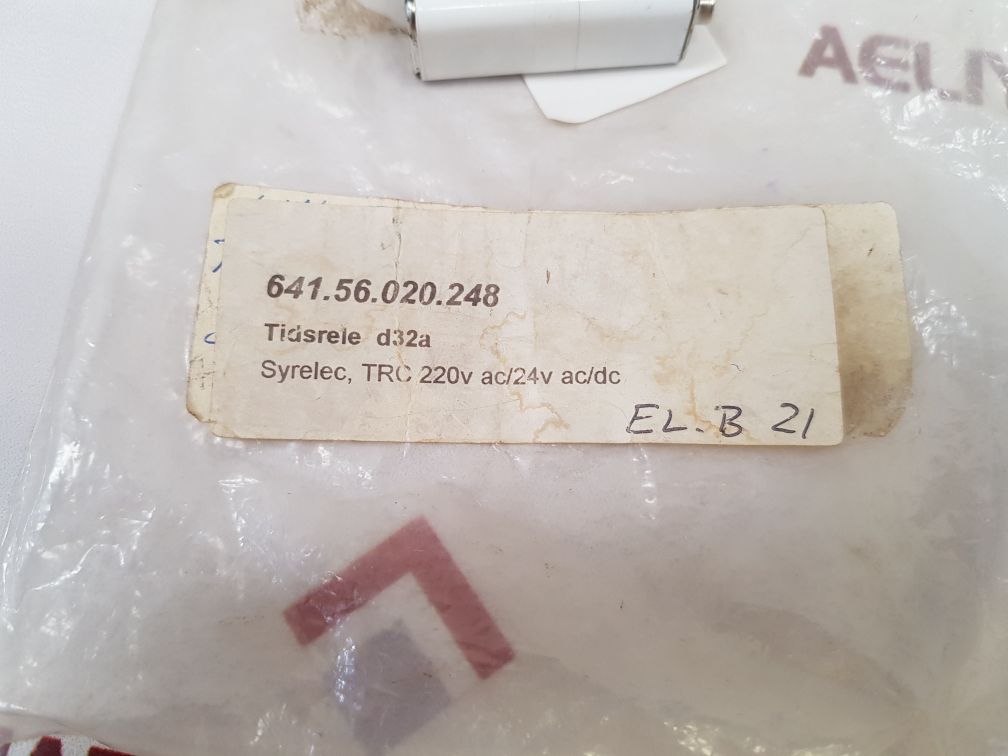 641.56.020.248
Tidsrele d32a
Syrelec, TRC 220v ac/24v ac/dc
EL.B 21